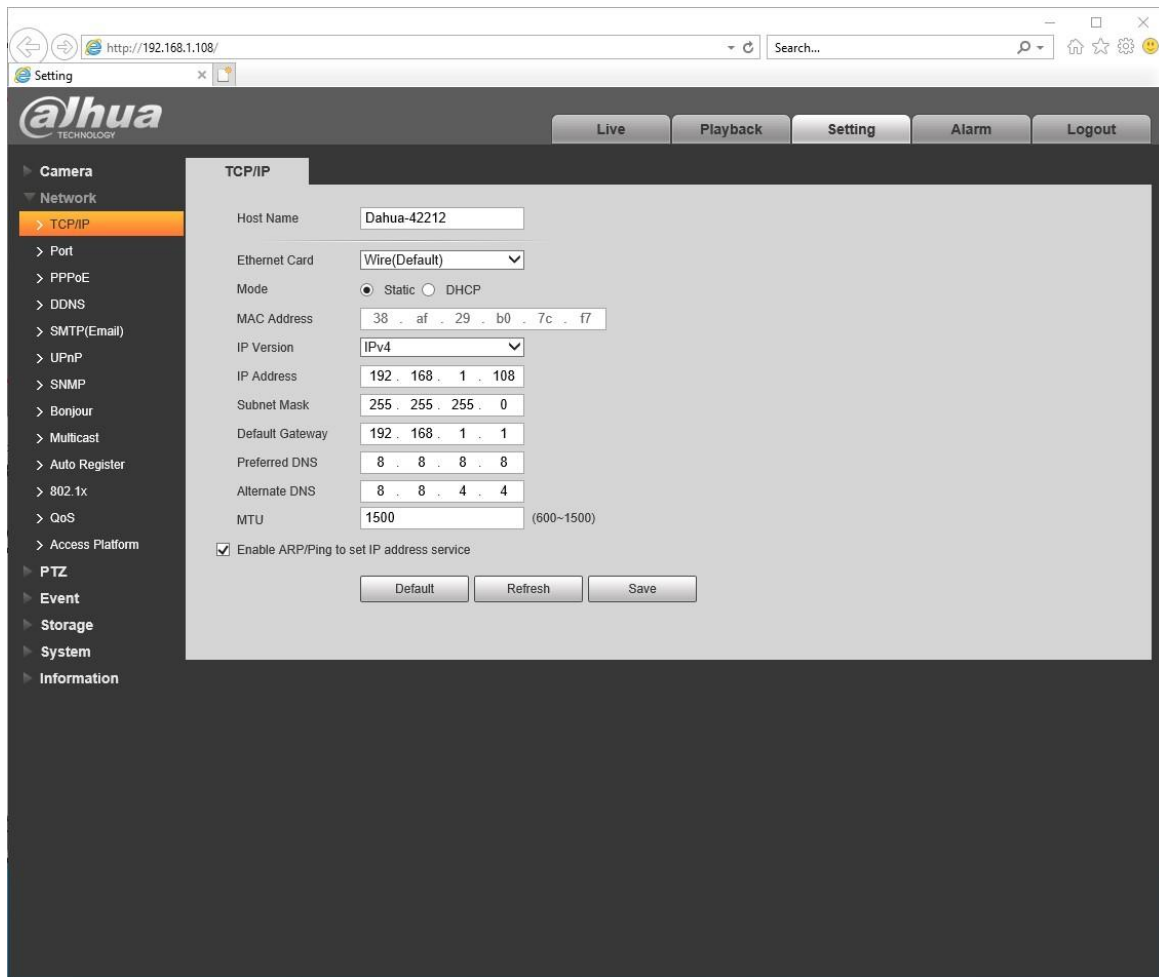 http://192.168.1.108/
Search...
Setting
alhua
TECHNOLOGY
Live Playback Setting Alarm Logout
Camera
Network
TCP/IP
Port
PPPoE
DDNS
SMTP(Email)
UPnP
SNMP
Bonjour
Multicast
Auto Register
802.1x
QoS
Access Platform
PTZ
Event
Storage
System
Information
TCP/IP
Host Name Dahua-42212
Ethernet Card Wire(Default)
Mode Static DHCP
MAC Address 38 . af . 29 . b0 . 7c . f7
IP Version IPv4
IP Address 192 . 168 . 1 . 108
Subnet Mask 255 . 255 . 255 . 0
Default Gateway 192 . 168 . 1 . 1
Preferred DNS 8 . 8 . 8 . 8
Alternate DNS 8 . 8 . 4 . 4
MTU 1500 (600~1500)
Enable ARP/Ping to set IP address service
Default Refresh Save